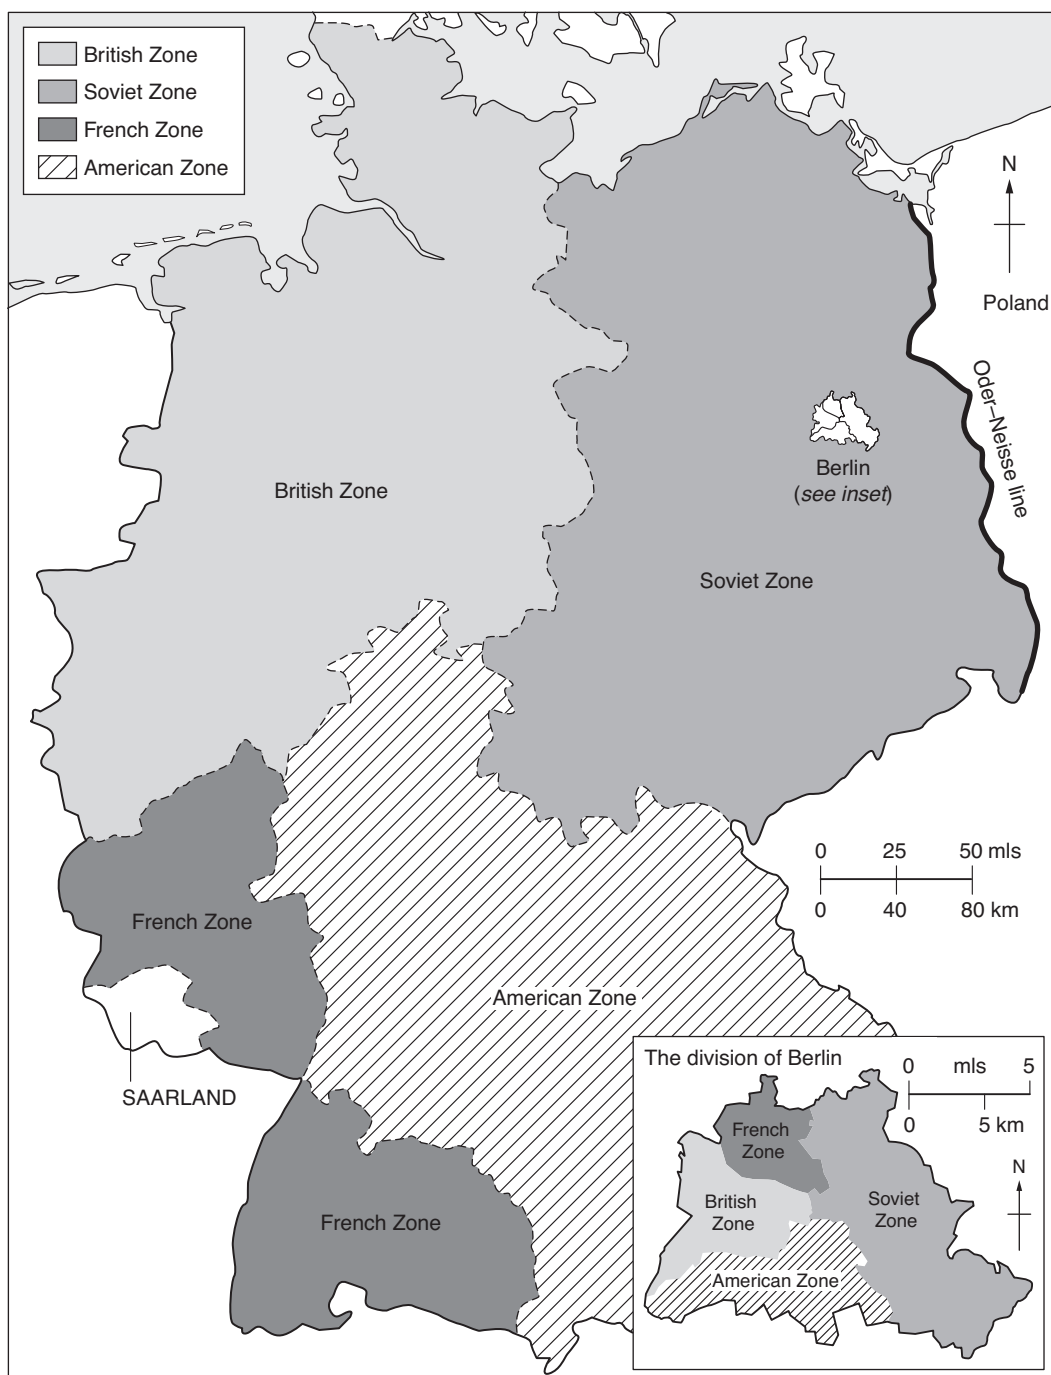 British Zone
Soviet Zone
French Zone
American Zone
N
Poland
Oder–Neisse line
Berlin
(see inset)
British Zone
Soviet Zone
0 25 50 mls
0 40 80 km
French Zone
American Zone
SAARLAND
French Zone
The division of Berlin
0 mls 5
0 5 km
French
Zone
N
British
Zone
Soviet
Zone
American Zone